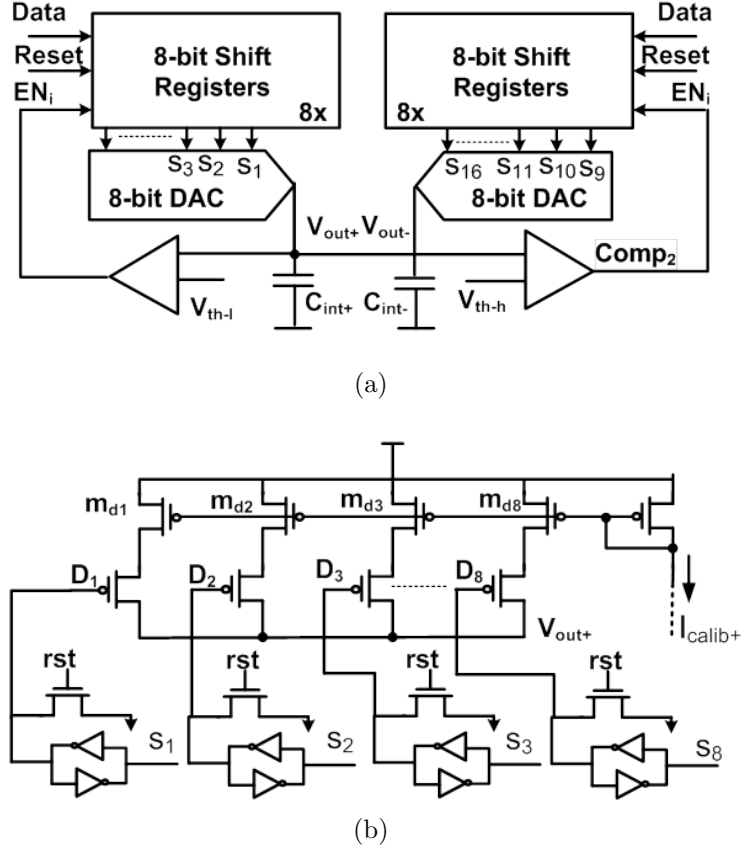 Data
Reset
EN_i
8-bit Shift
Registers
8x
8-bit Shift
Registers
8x
Data
Reset
EN_i
S_3 S_2 S_1
8-bit DAC
S_16 S_11 S_10 S_9
8-bit DAC
V_out+ V_out-
V_th-l
C_int+
C_int-
V_th-h
Comp_2
(a)
m_d1
m_d2
m_d3
m_d8
D_1
D_2
D_3
D_8
V_out+
I_calib+
rst
rst
rst
rst
S_1
S_2
S_3
S_8
(b)